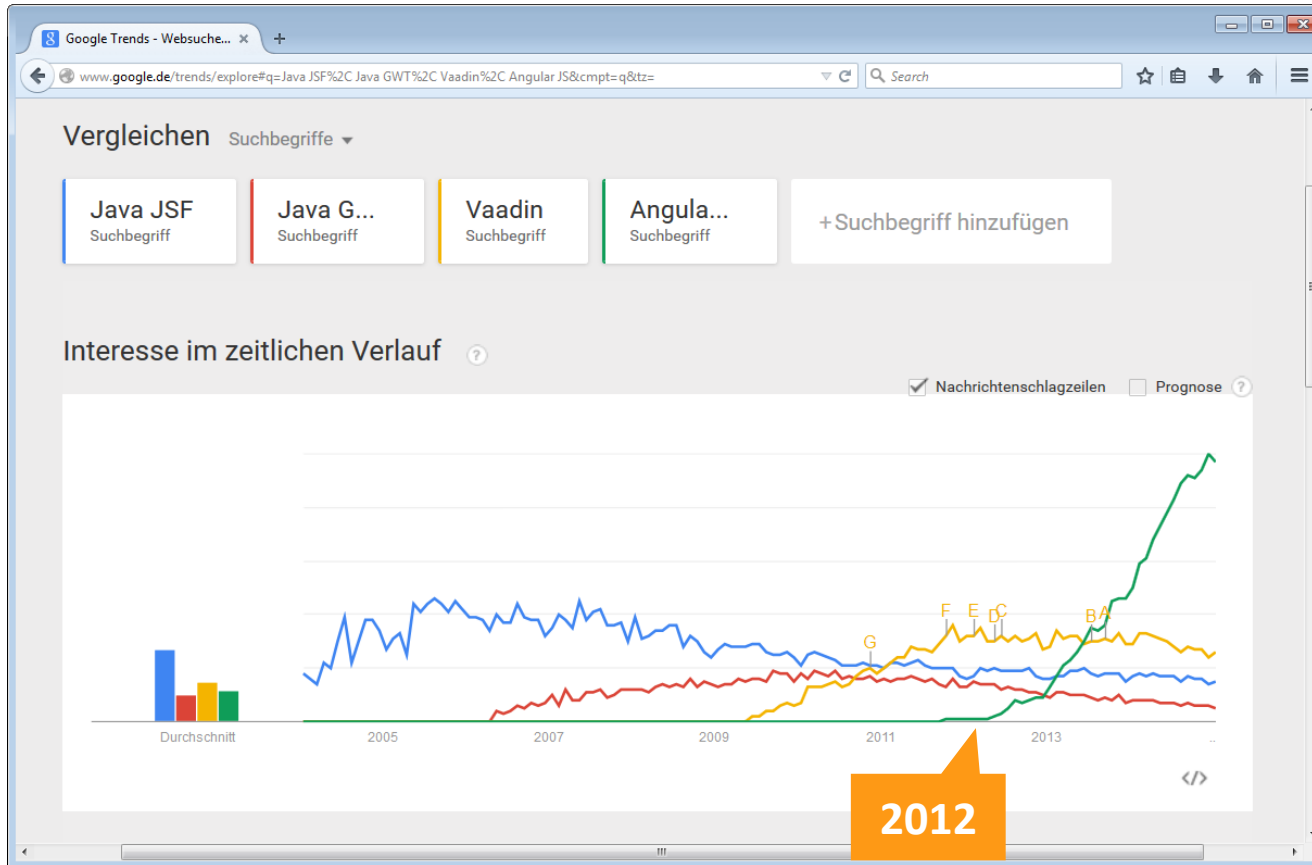 Google Trends - Websuche...
www.google.de/trends/explore#q=Java JSF%2C Java GWT%2C Vaadin%2C Angular JS&cmpt=q&tz=
Search
Vergleichen Suchbegriffe
Java JSF
Suchbegriff
Java G...
Suchbegriff
Vaadin
Suchbegriff
Angula...
Suchbegriff
+Suchbegriff hinzufügen
Interesse im zeitlichen Verlauf ?
Nachrichtenschlagzeilen Prognose ?
G F E D C B A
Durchschnitt 2005 2007 2009 2011 2013 ..
</>
2012